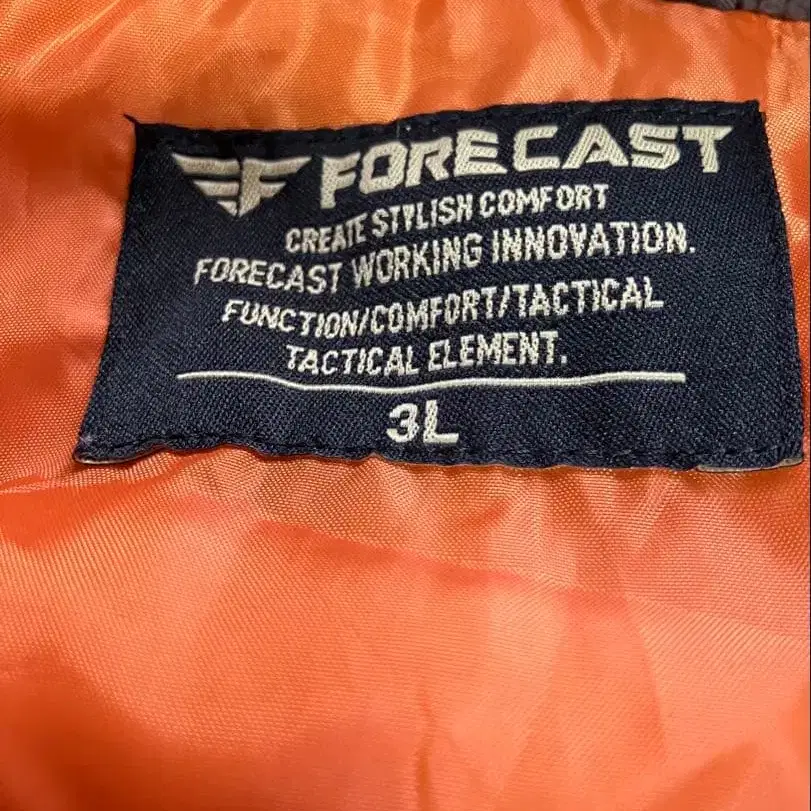 F FORECAST
CREATE STYLISH COMFORT
FORECAST WORKING INNOVATION.
FUNCTION/COMFORT/TACTICAL
TACTICAL ELEMENT.
3L